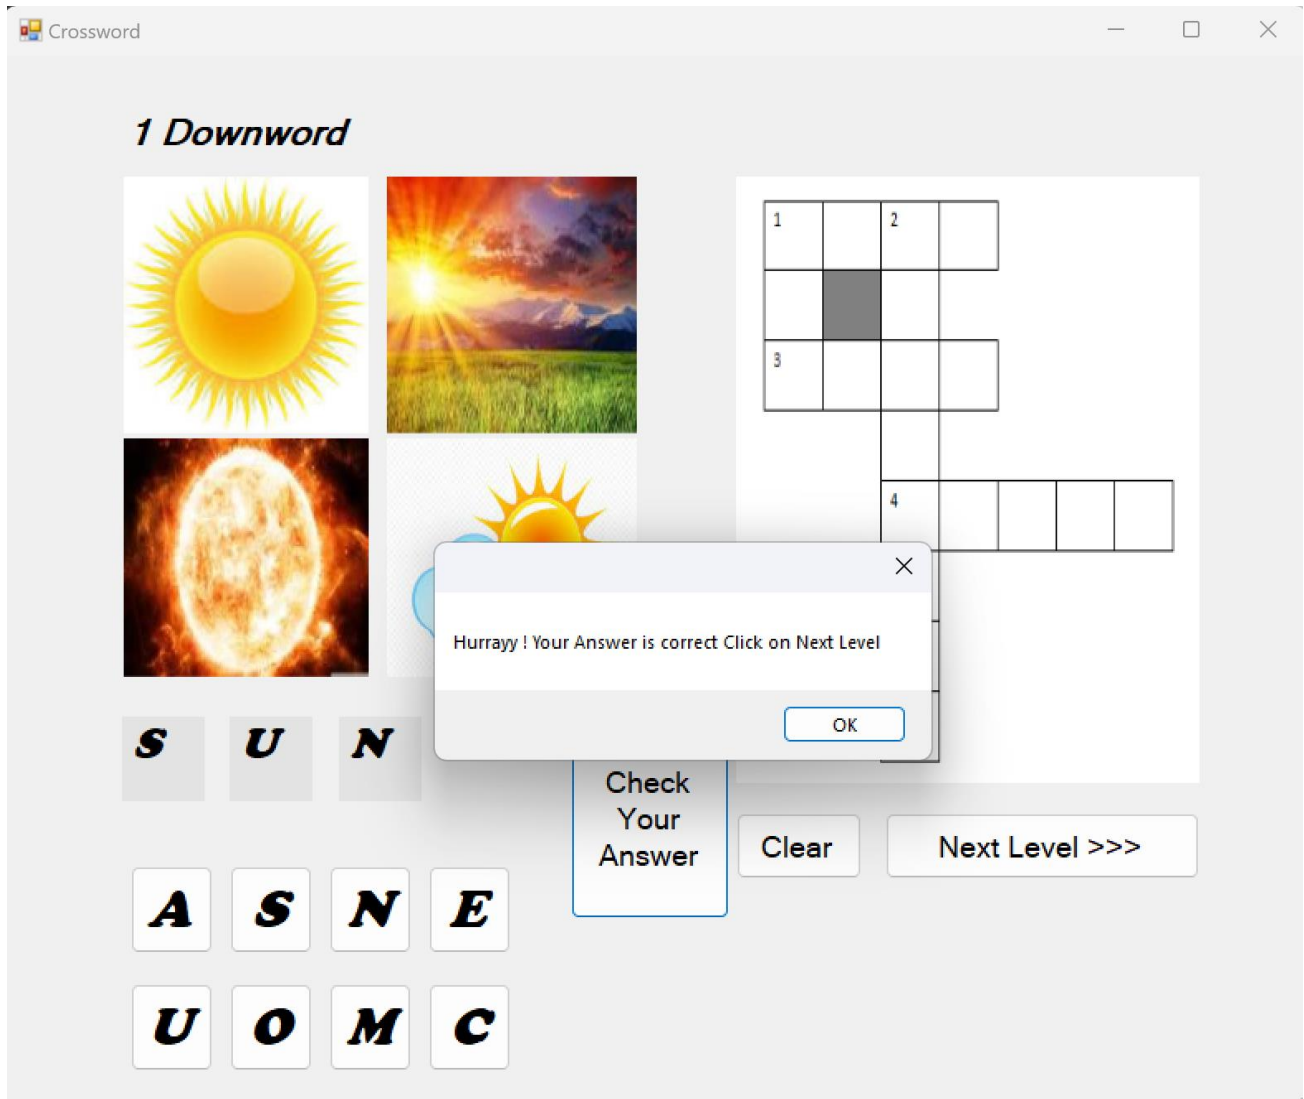 Crossword
1 Downword
1 2
3
4
Hurrayy ! Your Answer is correct Click on Next Level
OK
S U N
Check
Your
Answer
Clear
Next Level >>>
A S N E
U O M C